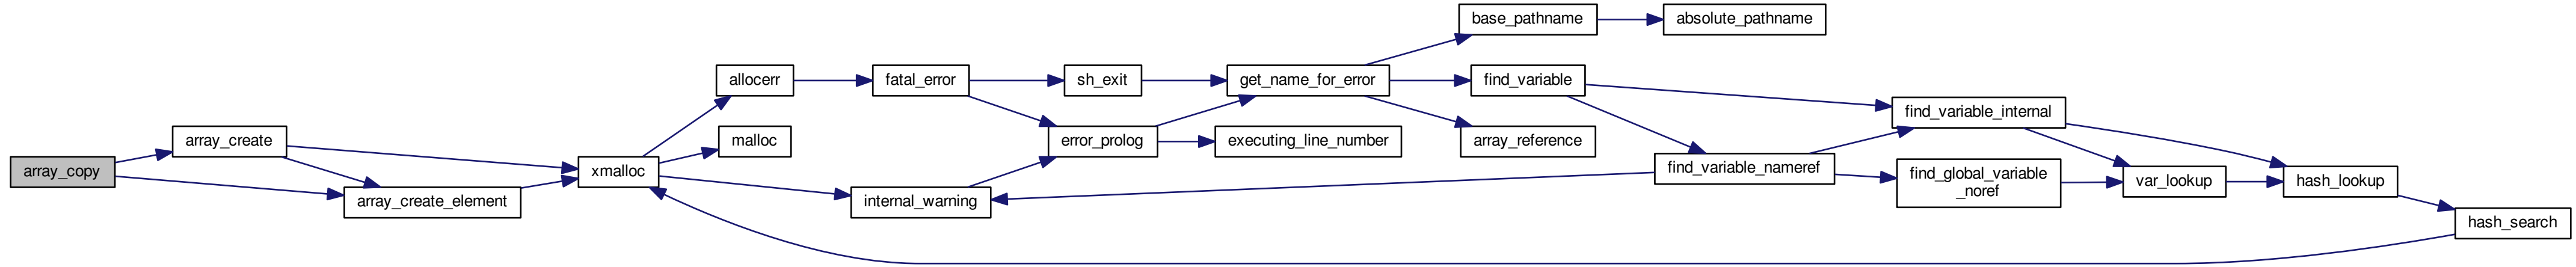 base_pathname
absolute_pathname
allocerr
fatal_error
sh_exit
get_name_for_error
find_variable
find_variable_internal
array_create
malloc
error_prolog
executing_line_number
array_reference
array_copy
xmalloc
find_variable_nameref
find_global_variable
_noref
var_lookup
hash_lookup
array_create_element
internal_warning
hash_search